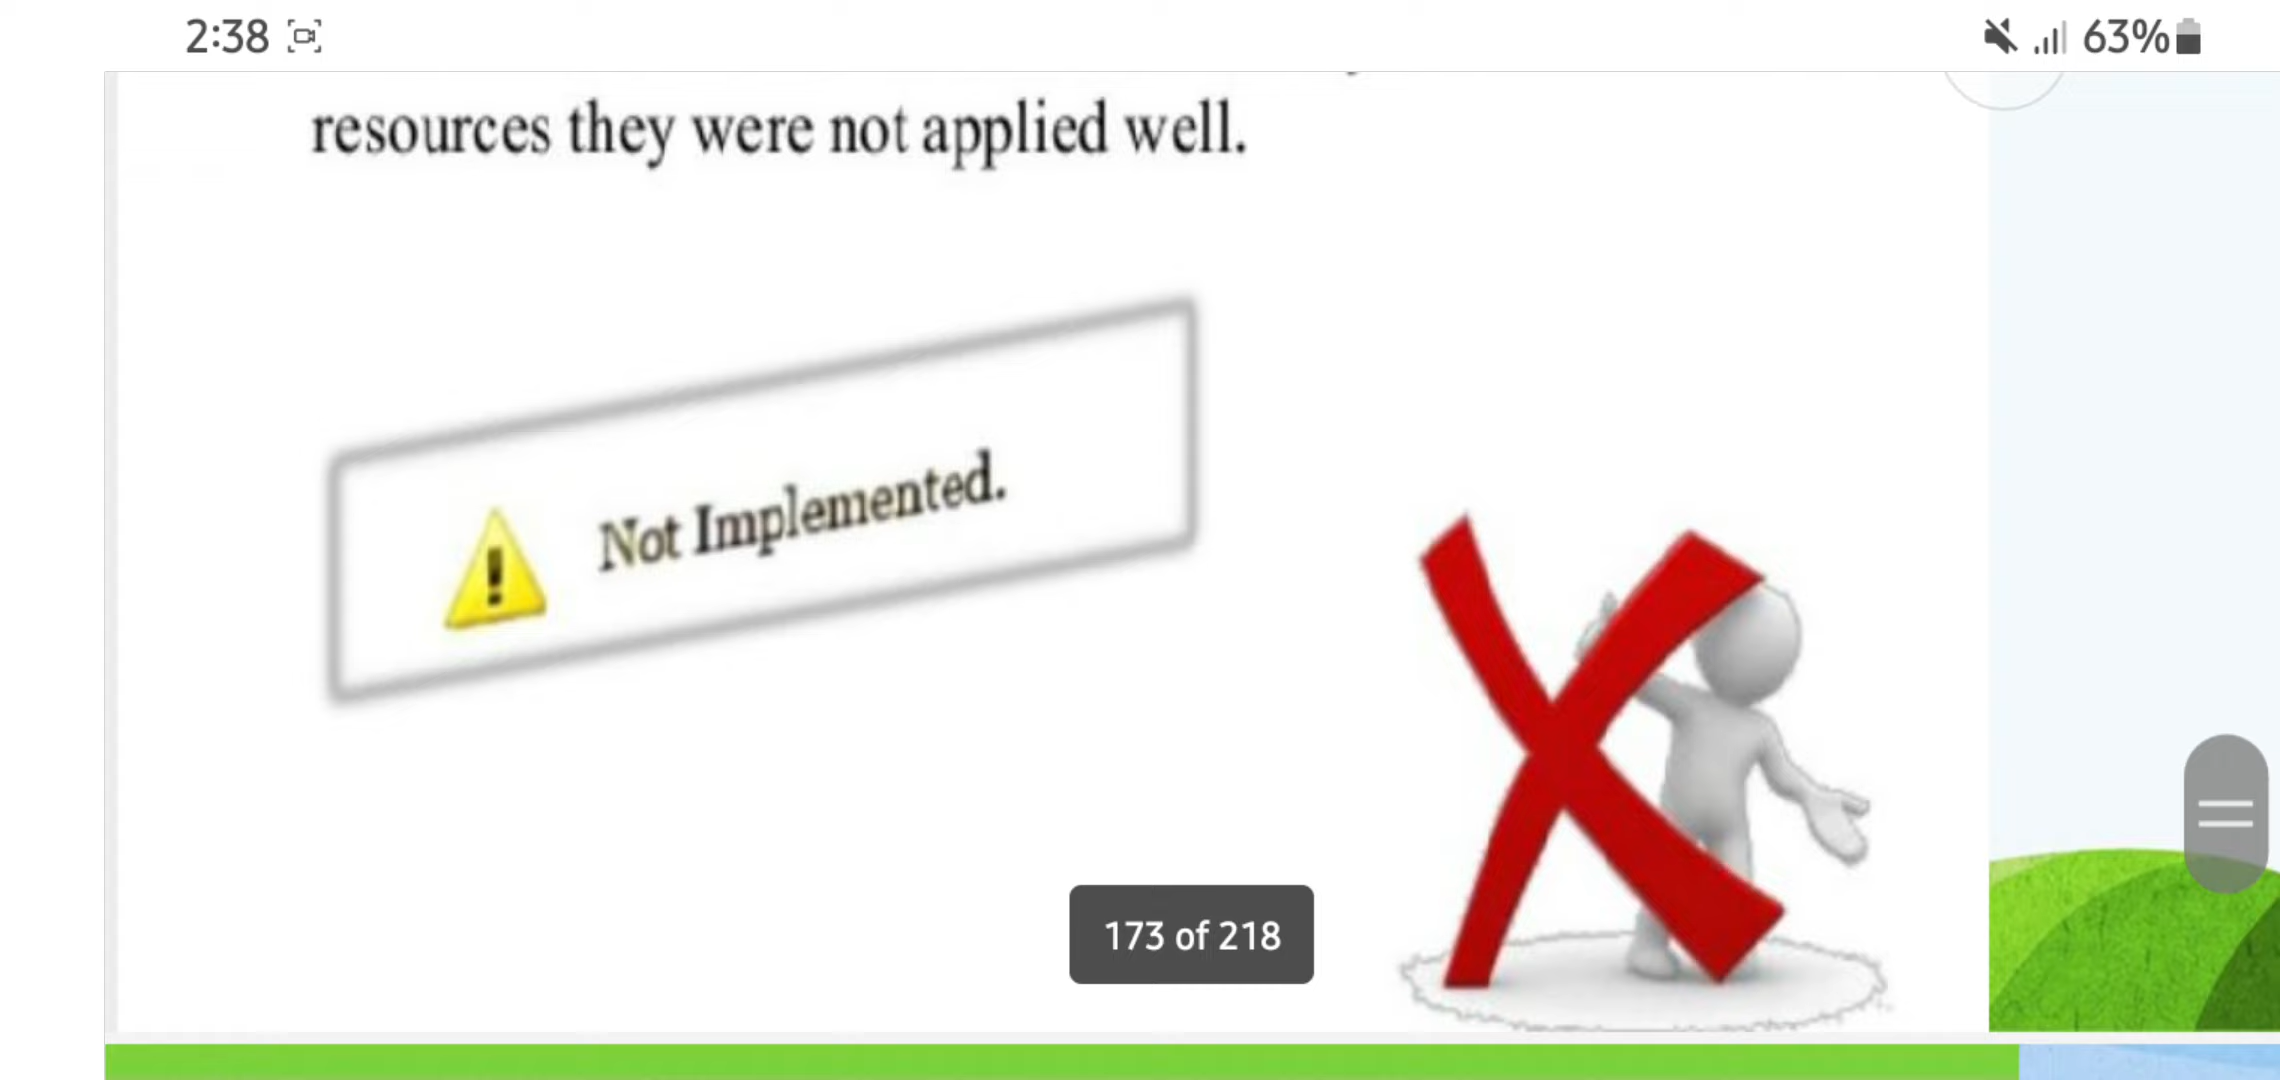 2:38 63%
resources they were not applied well.
! Not Implemented.
173 of 218